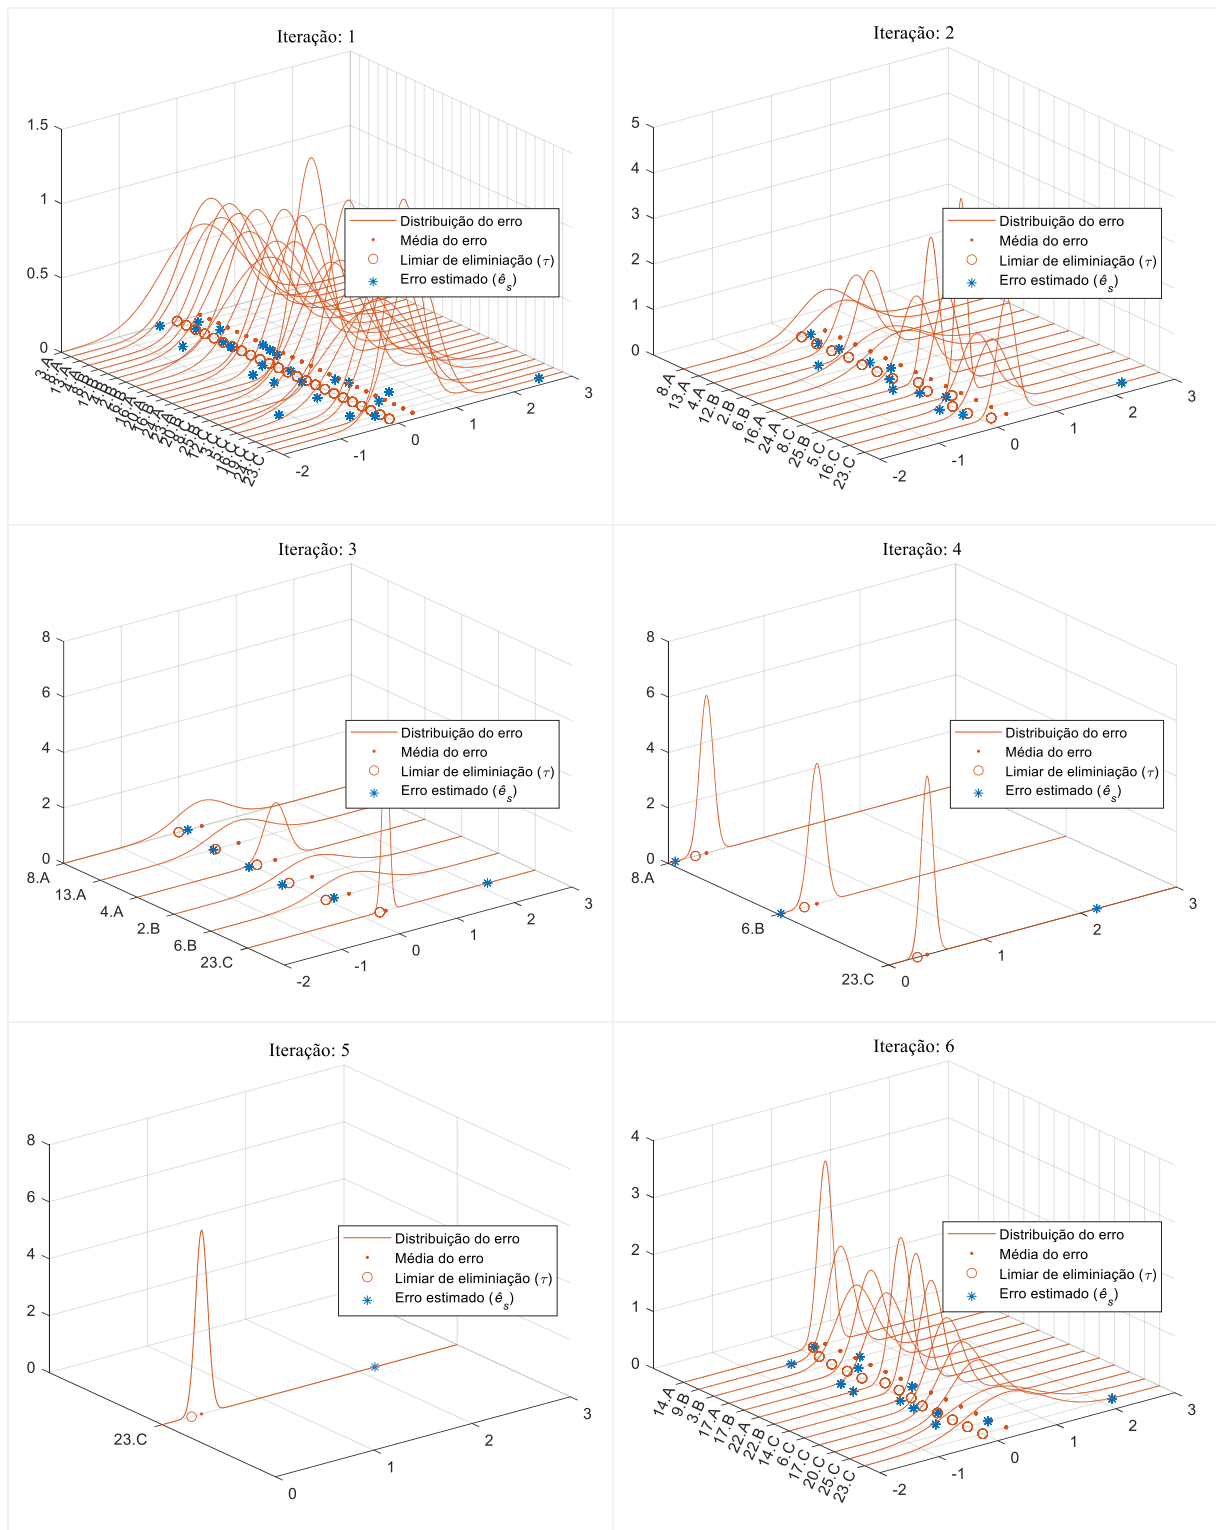 Iteração: 1
1.5
1
0.5
0
Distribuição do erro
Média do erro
Limiar de eliminiação (τ)
Erro estimado (ê_s)
3.A
23.C
-2
-1
0
1
2
3
Iteração: 2
5
4
3
2
1
0
Distribuição do erro
Média do erro
Limiar de eliminiação (τ)
Erro estimado (ê_s)
8.A
13.A
4.A
12.B
2.B
6.B
16.A
24.A
8.C
25.B
5.C
16.C
23.C
-2
-1
0
1
2
3
Iteração: 3
8
6
4
2
0
Distribuição do erro
Média do erro
Limiar de eliminiação (τ)
Erro estimado (ê_s)
8.A
13.A
4.A
2.B
6.B
23.C
-2
-1
0
1
2
3
Iteração: 4
8
6
4
2
0
Distribuição do erro
Média do erro
Limiar de eliminiação (τ)
Erro estimado (ê_s)
8.A
6.B
23.C
0
1
2
3
Iteração: 5
8
6
4
2
0
Distribuição do erro
Média do erro
Limiar de eliminiação (τ)
Erro estimado (ê_s)
23.C
0
1
2
3
Iteração: 6
4
3
2
1
0
Distribuição do erro
Média do erro
Limiar de eliminiação (τ)
Erro estimado (ê_s)
14.A
9.B
3.B
17.A
17.B
22.A
22.B
14.C
6.C
17.C
20.C
25.C
23.C
-2
-1
0
1
2
3